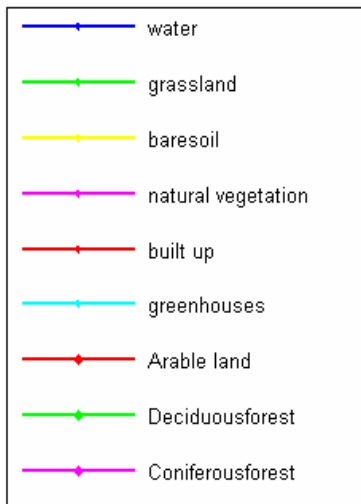 water
grassland
baresoil
natural vegetation
built up
greenhouses
Arable land
Deciduousforest
Coniferousforest